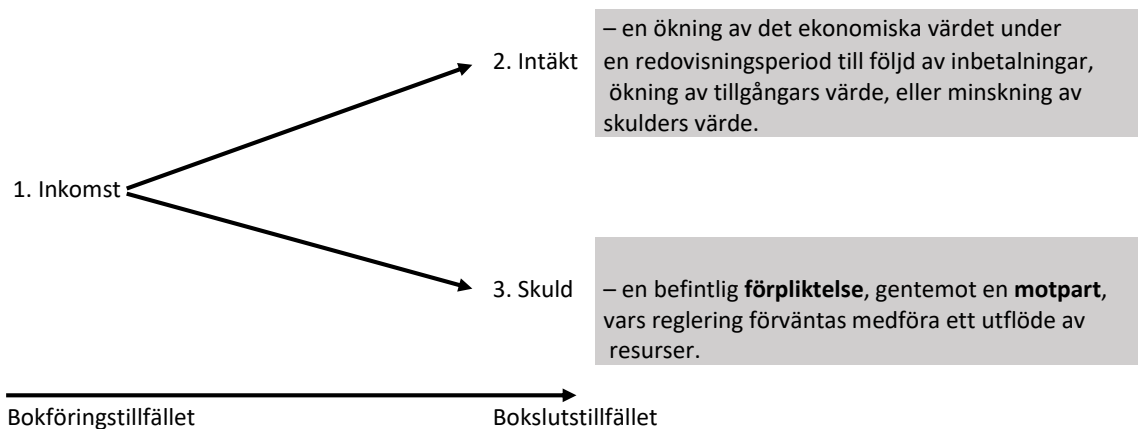 – en ökning av det ekonomiska värdet under
2. Intäkt en redovisningsperiod till följd av inbetalningar,
ökning av tillgångars värde, eller minskning av
skulders värde.
1. Inkomst
3. Skuld – en befintlig förpliktelse, gentemot en motpart,
vars reglering förväntas medföra ett utflöde av
resurser.
Bokföringstillfället Bokslutstillfället